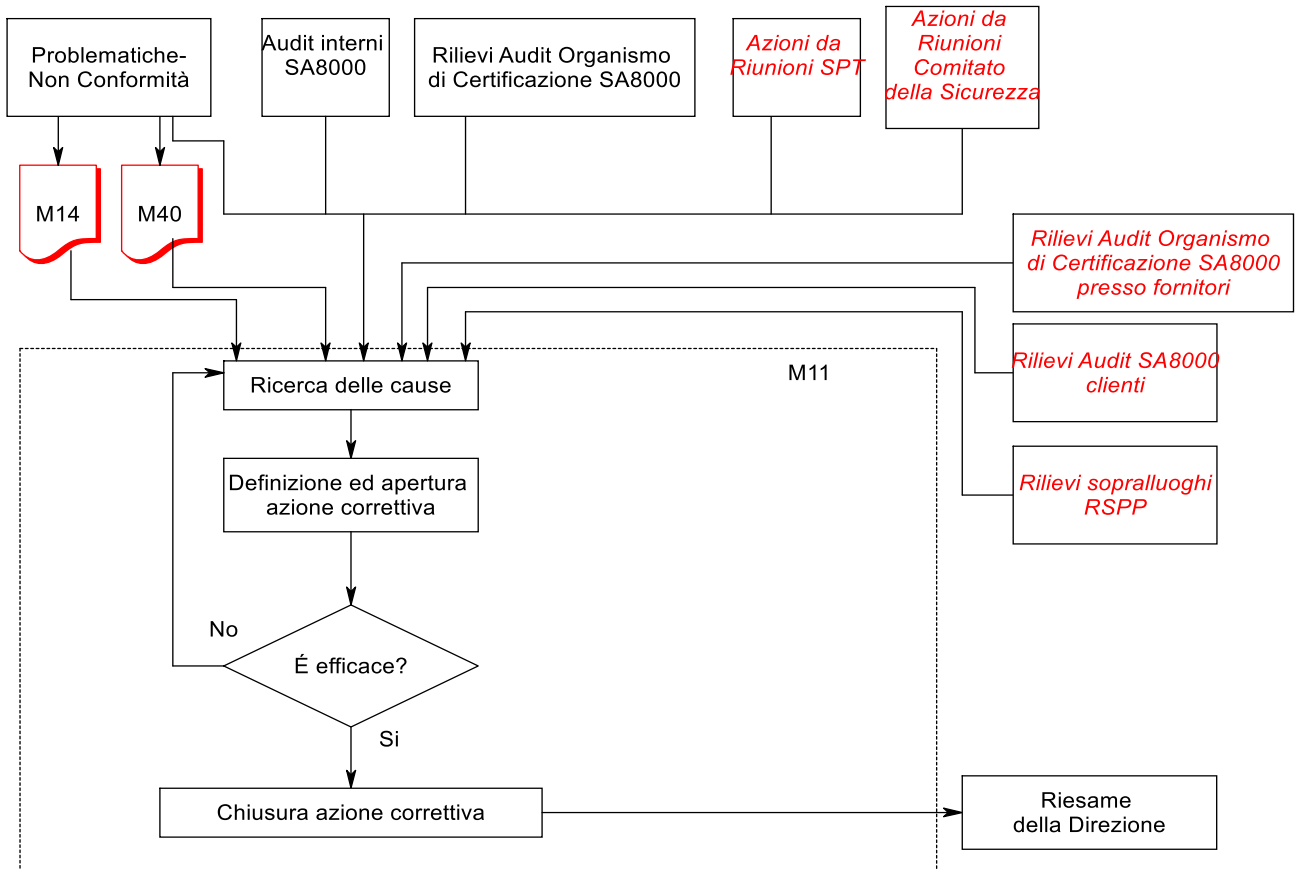 Problematiche-
Non Conformità
Audit interni
SA8000
Rilievi Audit Organismo
di Certificazione SA8000
Azioni da
Riunioni SPT
Azioni da
Riunioni
Comitato
della Sicurezza
M14
M40
Rilievi Audit Organismo
di Certificazione SA8000
presso fornitori
Rilievi Audit SA8000
clienti
Rilievi sopralluoghi
RSPP
M11
Ricerca delle cause
Definizione ed apertura
azione correttiva
No
É efficace?
Si
Chiusura azione correttiva
Riesame
della Direzione